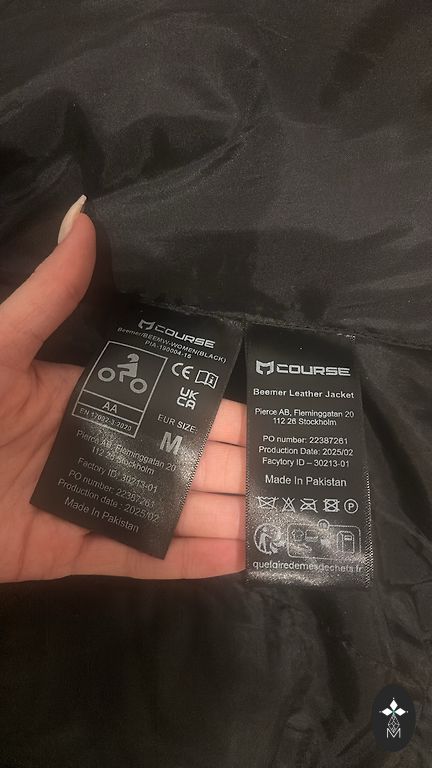 COURSE
Beemer/BEEMW-WOMEN(BLACK)
PIA-190004-15
CE
UK
CA
AA
EN 17092-3:2020
EUR SIZE:
M
Pierce AB, Fleminggatan 20
112 26 Stockholm
Factory ID: 30213-01
PO number: 22387261
Production date : 2025/02
Made in Pakistan
COURSE
Beemer Leather Jacket
Pierce AB, Fleminggatan 20
112 26 Stockholm
PO number: 22387261
Production Date: 2025/02
Facytory ID – 30213-01
Made In Pakistan
P
quefairedemesdechets.fr
M